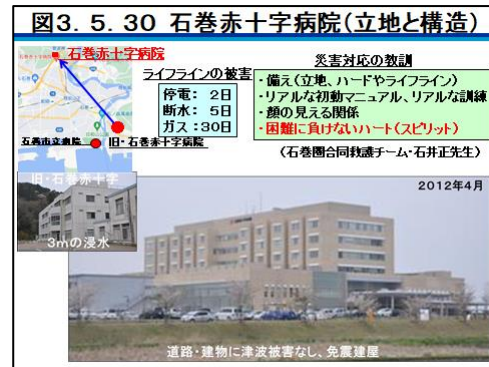 図3.5.30 石巻赤十字病院(立地と構造)
石巻赤十字病院
ライフラインの被害
停電: 2日
断水: 5日
ガス:30日
災害対応の教訓
・備え(立地、ハードやライフライン)
・リアルな初動マニュアル、リアルな訓練
・顔の見える関係
・困難に負けないハート(スピリット)
(石巻圏合同救護チーム・石井正先生)
石巻市立病院
旧・石巻赤十字病院
旧・石巻赤十字
3mの浸水
2012年4月
道路・建物に津波被害なし、免震建屋